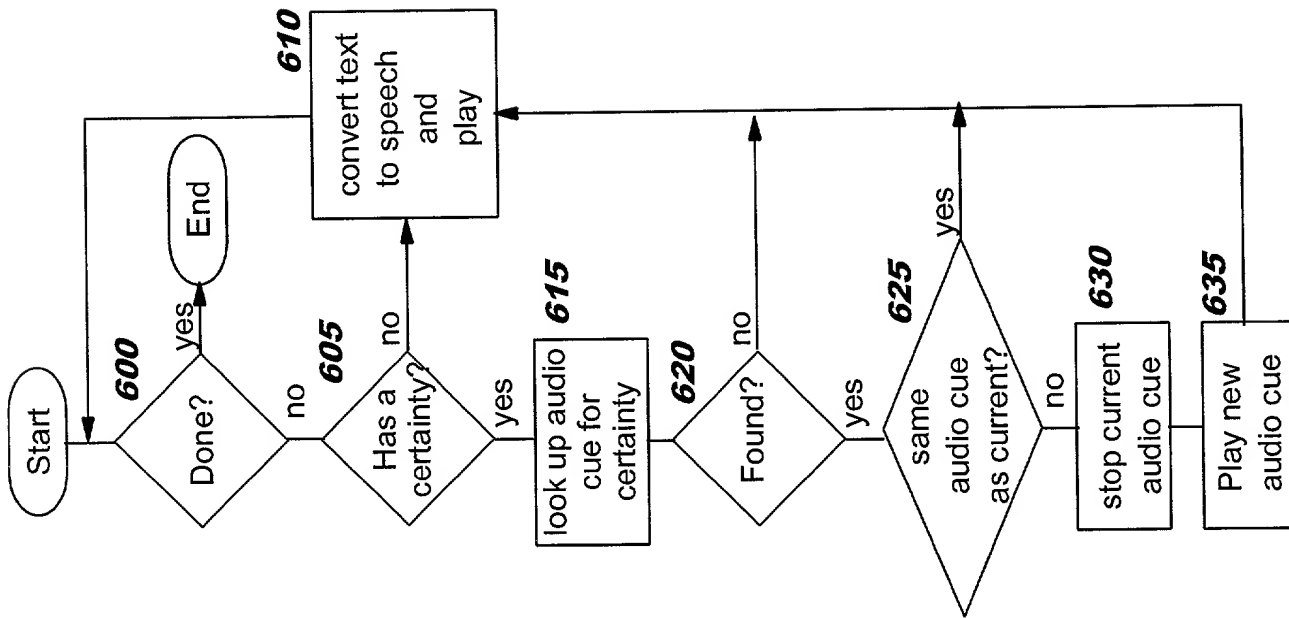 Start
600
Done?
yes
End
no
605
Has a
certainty?
no
610
convert text
to speech
and
play
yes
615
look up audio
cue for
certainty
620
Found?
no
yes
625
same
audio cue
as current?
yes
no
630
stop current
audio cue
635
Play new
audio cue